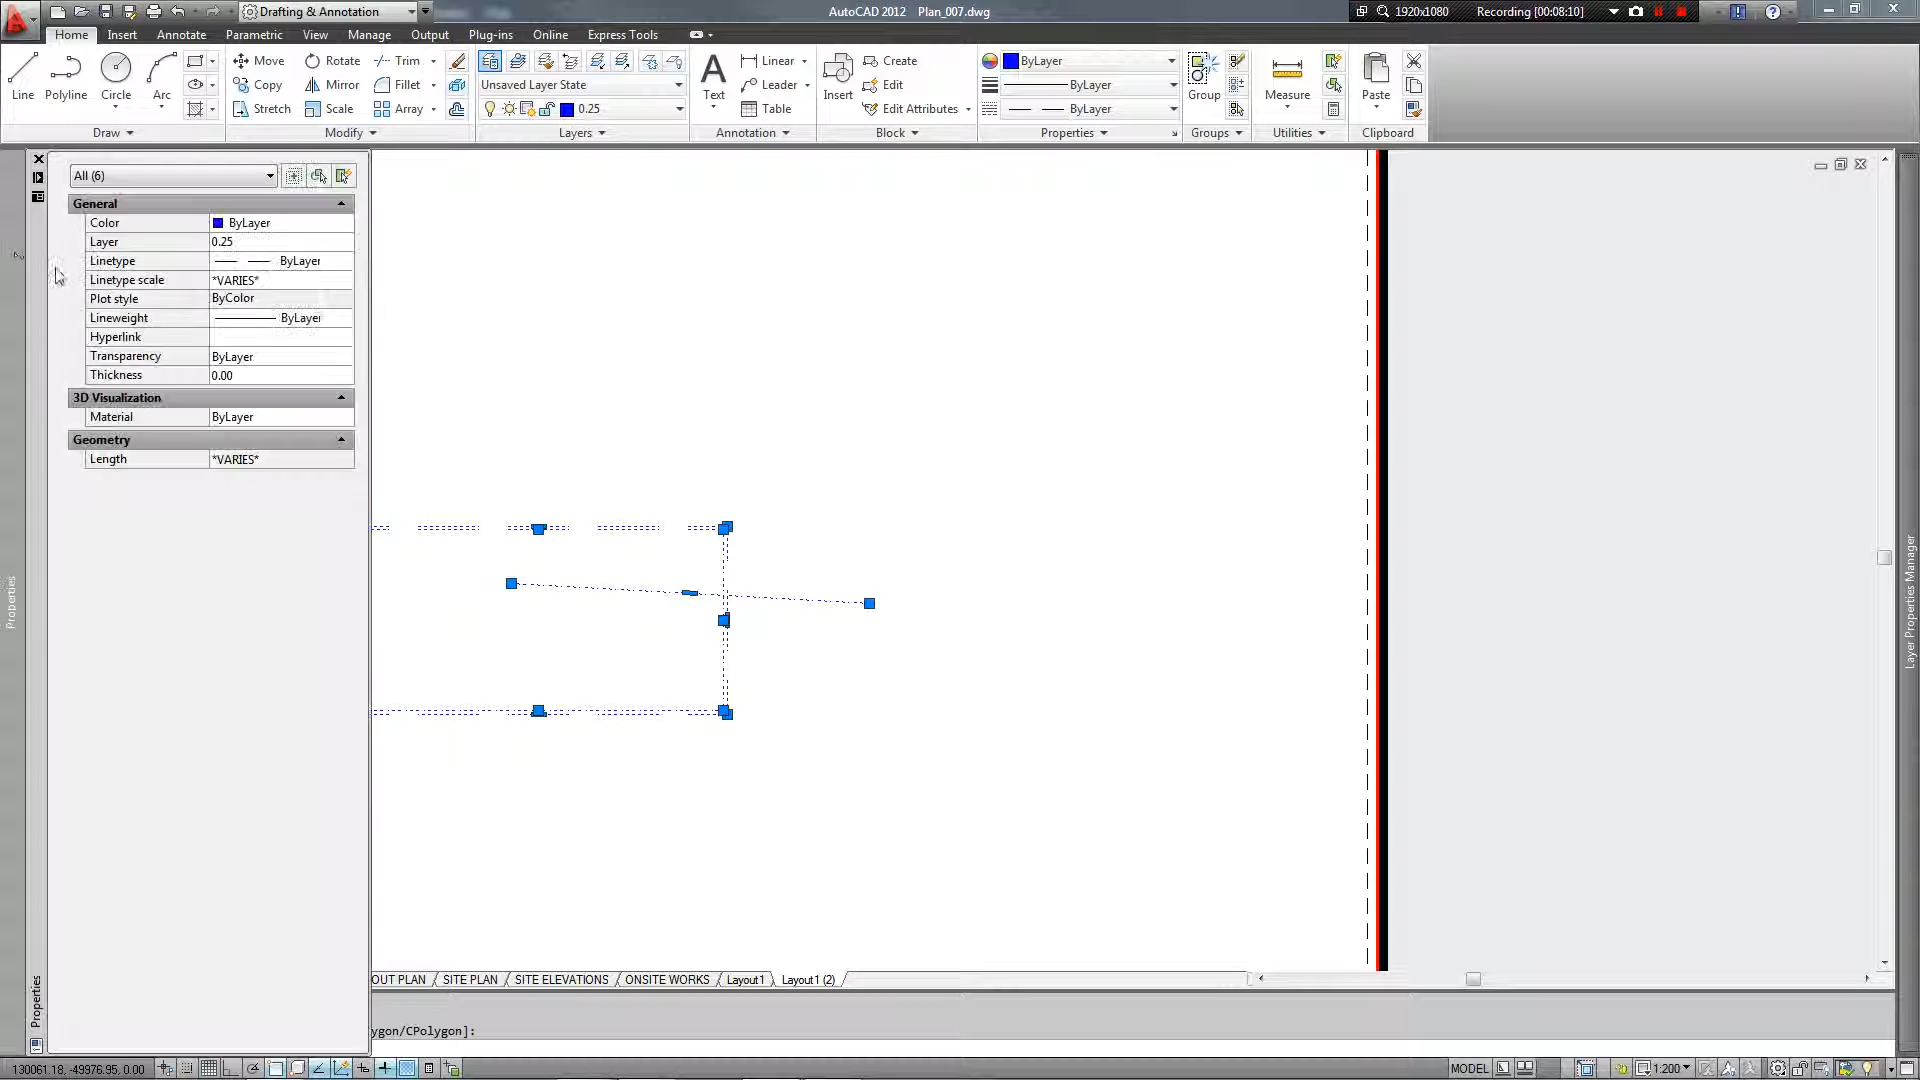 Drafting & Annotation
AutoCAD 2012 Plan_007.dwg
1920x1080
Recording [00:08:10]
Home Insert Annotate Parametric View Manage Output Plug-ins Online Express Tools
Line Polyline Circle Arc
Draw
Move Rotate Trim
Copy Mirror Fillet
Stretch Scale Array
Modify
Unsaved Layer State
0.25
Layers
Text
Linear
Leader
Table
Annotation
Insert
Create
Edit
Edit Attributes
Block
ByLayer
ByLayer
ByLayer
Properties
Group
Groups
Measure
Utilities
Paste
Clipboard
All (6)
General
Color ByLayer
Layer 0.25
Linetype ByLayer
Linetype scale *VARIES*
Plot style ByColor
Lineweight ByLayer
Hyperlink
Transparency ByLayer
Thickness 0.00
3D Visualization
Material ByLayer
Geometry
Length *VARIES*
Properties
Properties
Layer Properties Manager
OUT PLAN SITE PLAN SITE ELEVATIONS ONSITE WORKS Layout1 Layout1 (2)
ygon/CPolygon]:
130061.18, -49976.95, 0.00
MODEL
1:200